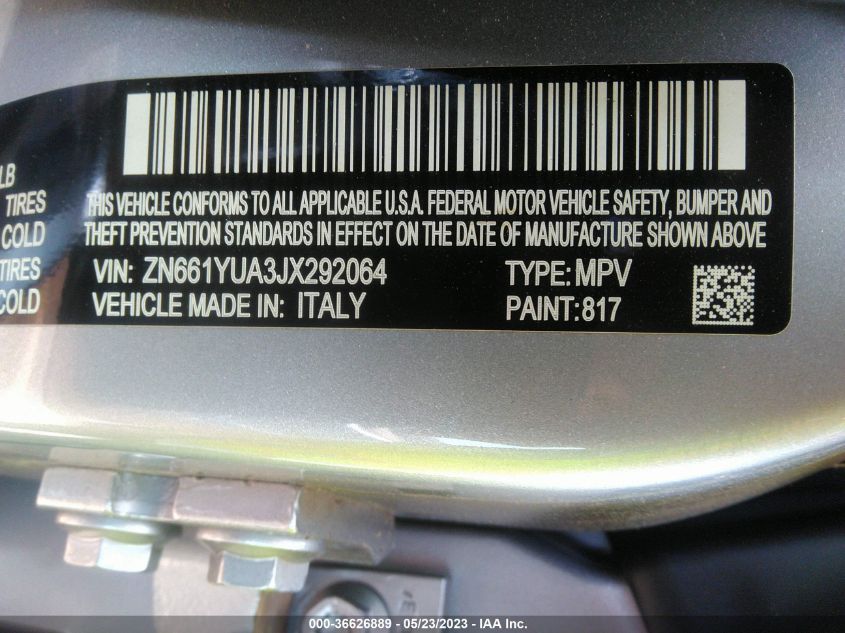 LB
TIRES
COLD
TIRES
COLD
THIS VEHICLE CONFORMS TO ALL APPLICABLE U.S.A. FEDERAL MOTOR VEHICLE SAFETY, BUMPER AND
THEFT PREVENTION STANDARDS IN EFFECT ON THE DATE OF MANUFACTURE SHOWN ABOVE
VIN: ZN661YUA3JX292064 TYPE: MPV
VEHICLE MADE IN: ITALY PAINT:817
000-36626889 - 05/23/2023 - IAA Inc.